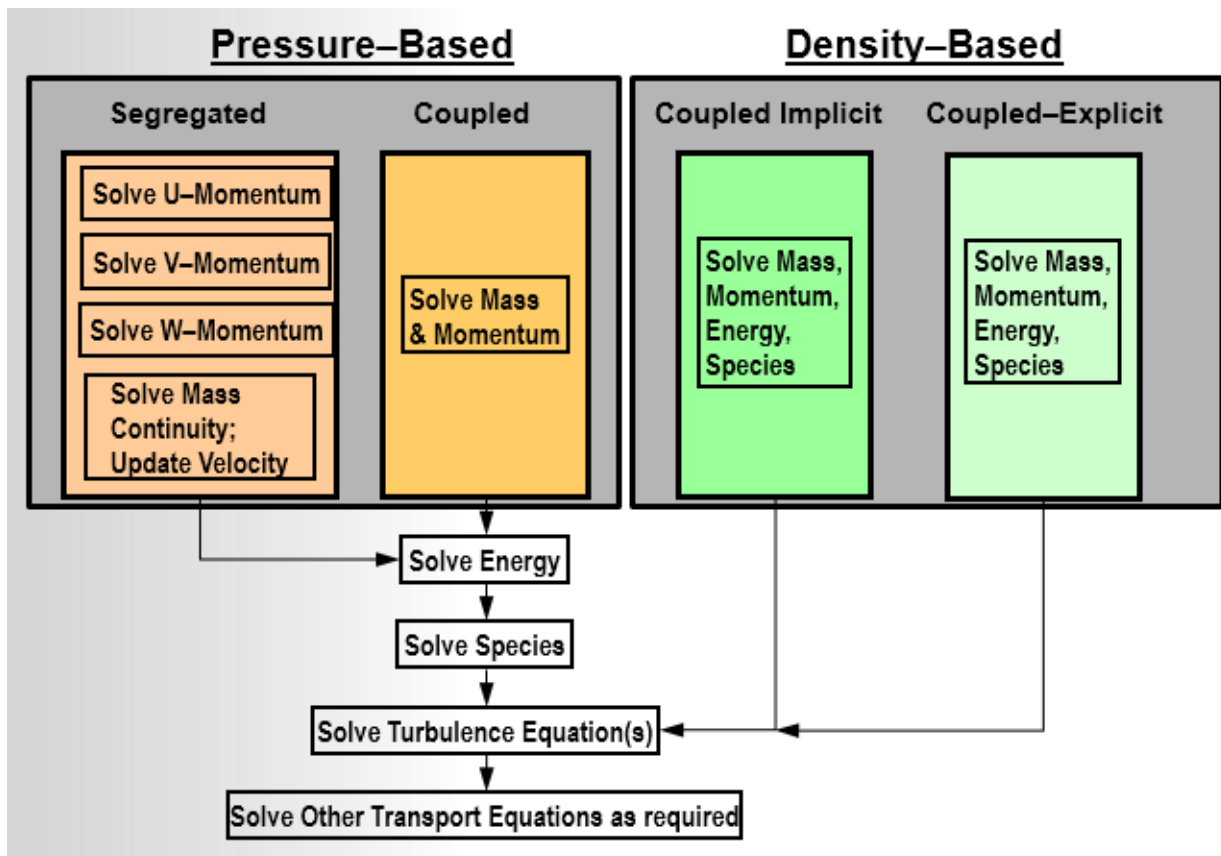 Pressure–Based
Density–Based
Segregated
Coupled
Coupled Implicit
Coupled–Explicit
Solve U–Momentum
Solve V–Momentum
Solve W–Momentum
Solve Mass
Continuity;
Update Velocity
Solve Mass
& Momentum
Solve Mass,
Momentum,
Energy,
Species
Solve Mass,
Momentum,
Energy,
Species
Solve Energy
Solve Species
Solve Turbulence Equation(s)
Solve Other Transport Equations as required